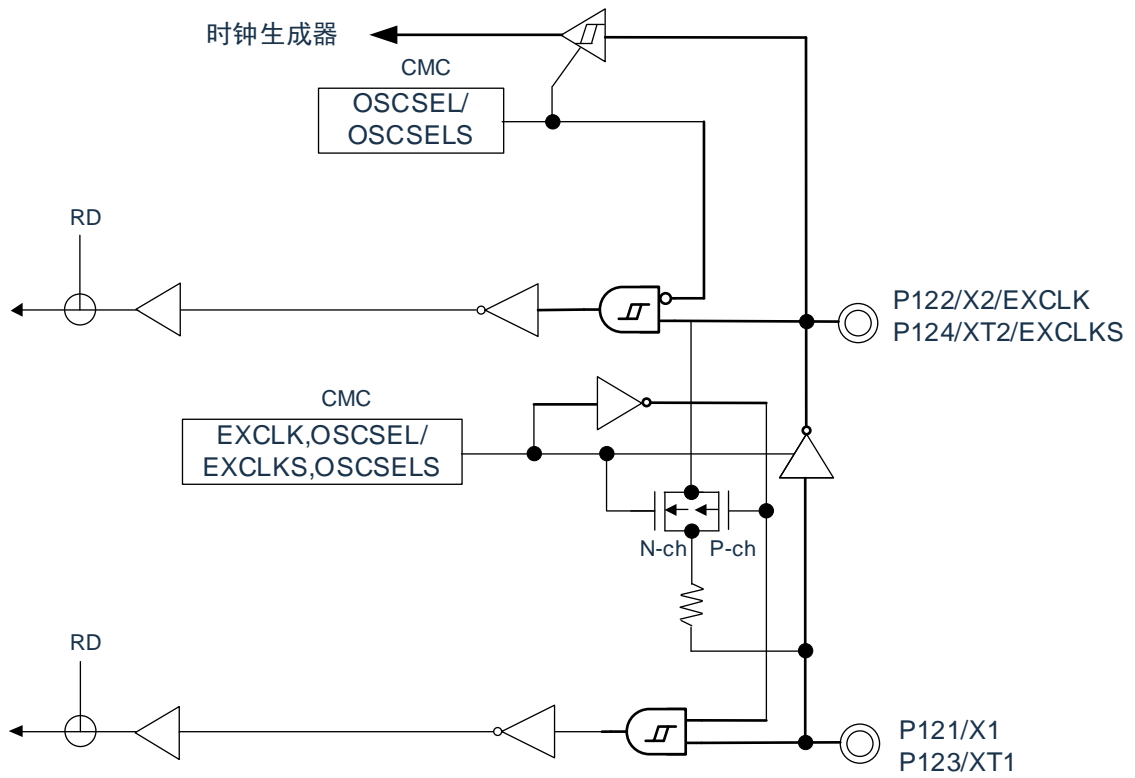 时钟生成器
CMC
OSCSEL/
OSCSELS
RD
P122/X2/EXCLK
P124/XT2/EXCLKS
CMC
EXCLK,OSCSEL/
EXCLKS,OSCSELS
N-ch
P-ch
RD
P121/X1
P123/XT1